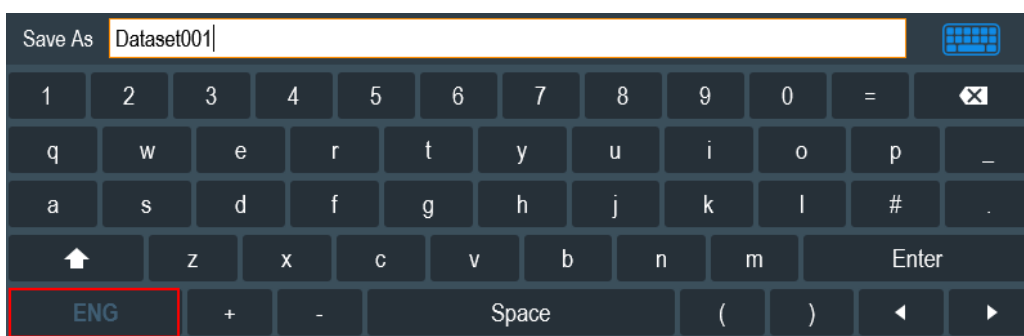 Save As Dataset001
1 2 3 4 5 6 7 8 9 0 =
q w e r t y u i o p _
a s d f g h j k l # .
z x c v b n m Enter
ENG + - Space ( )